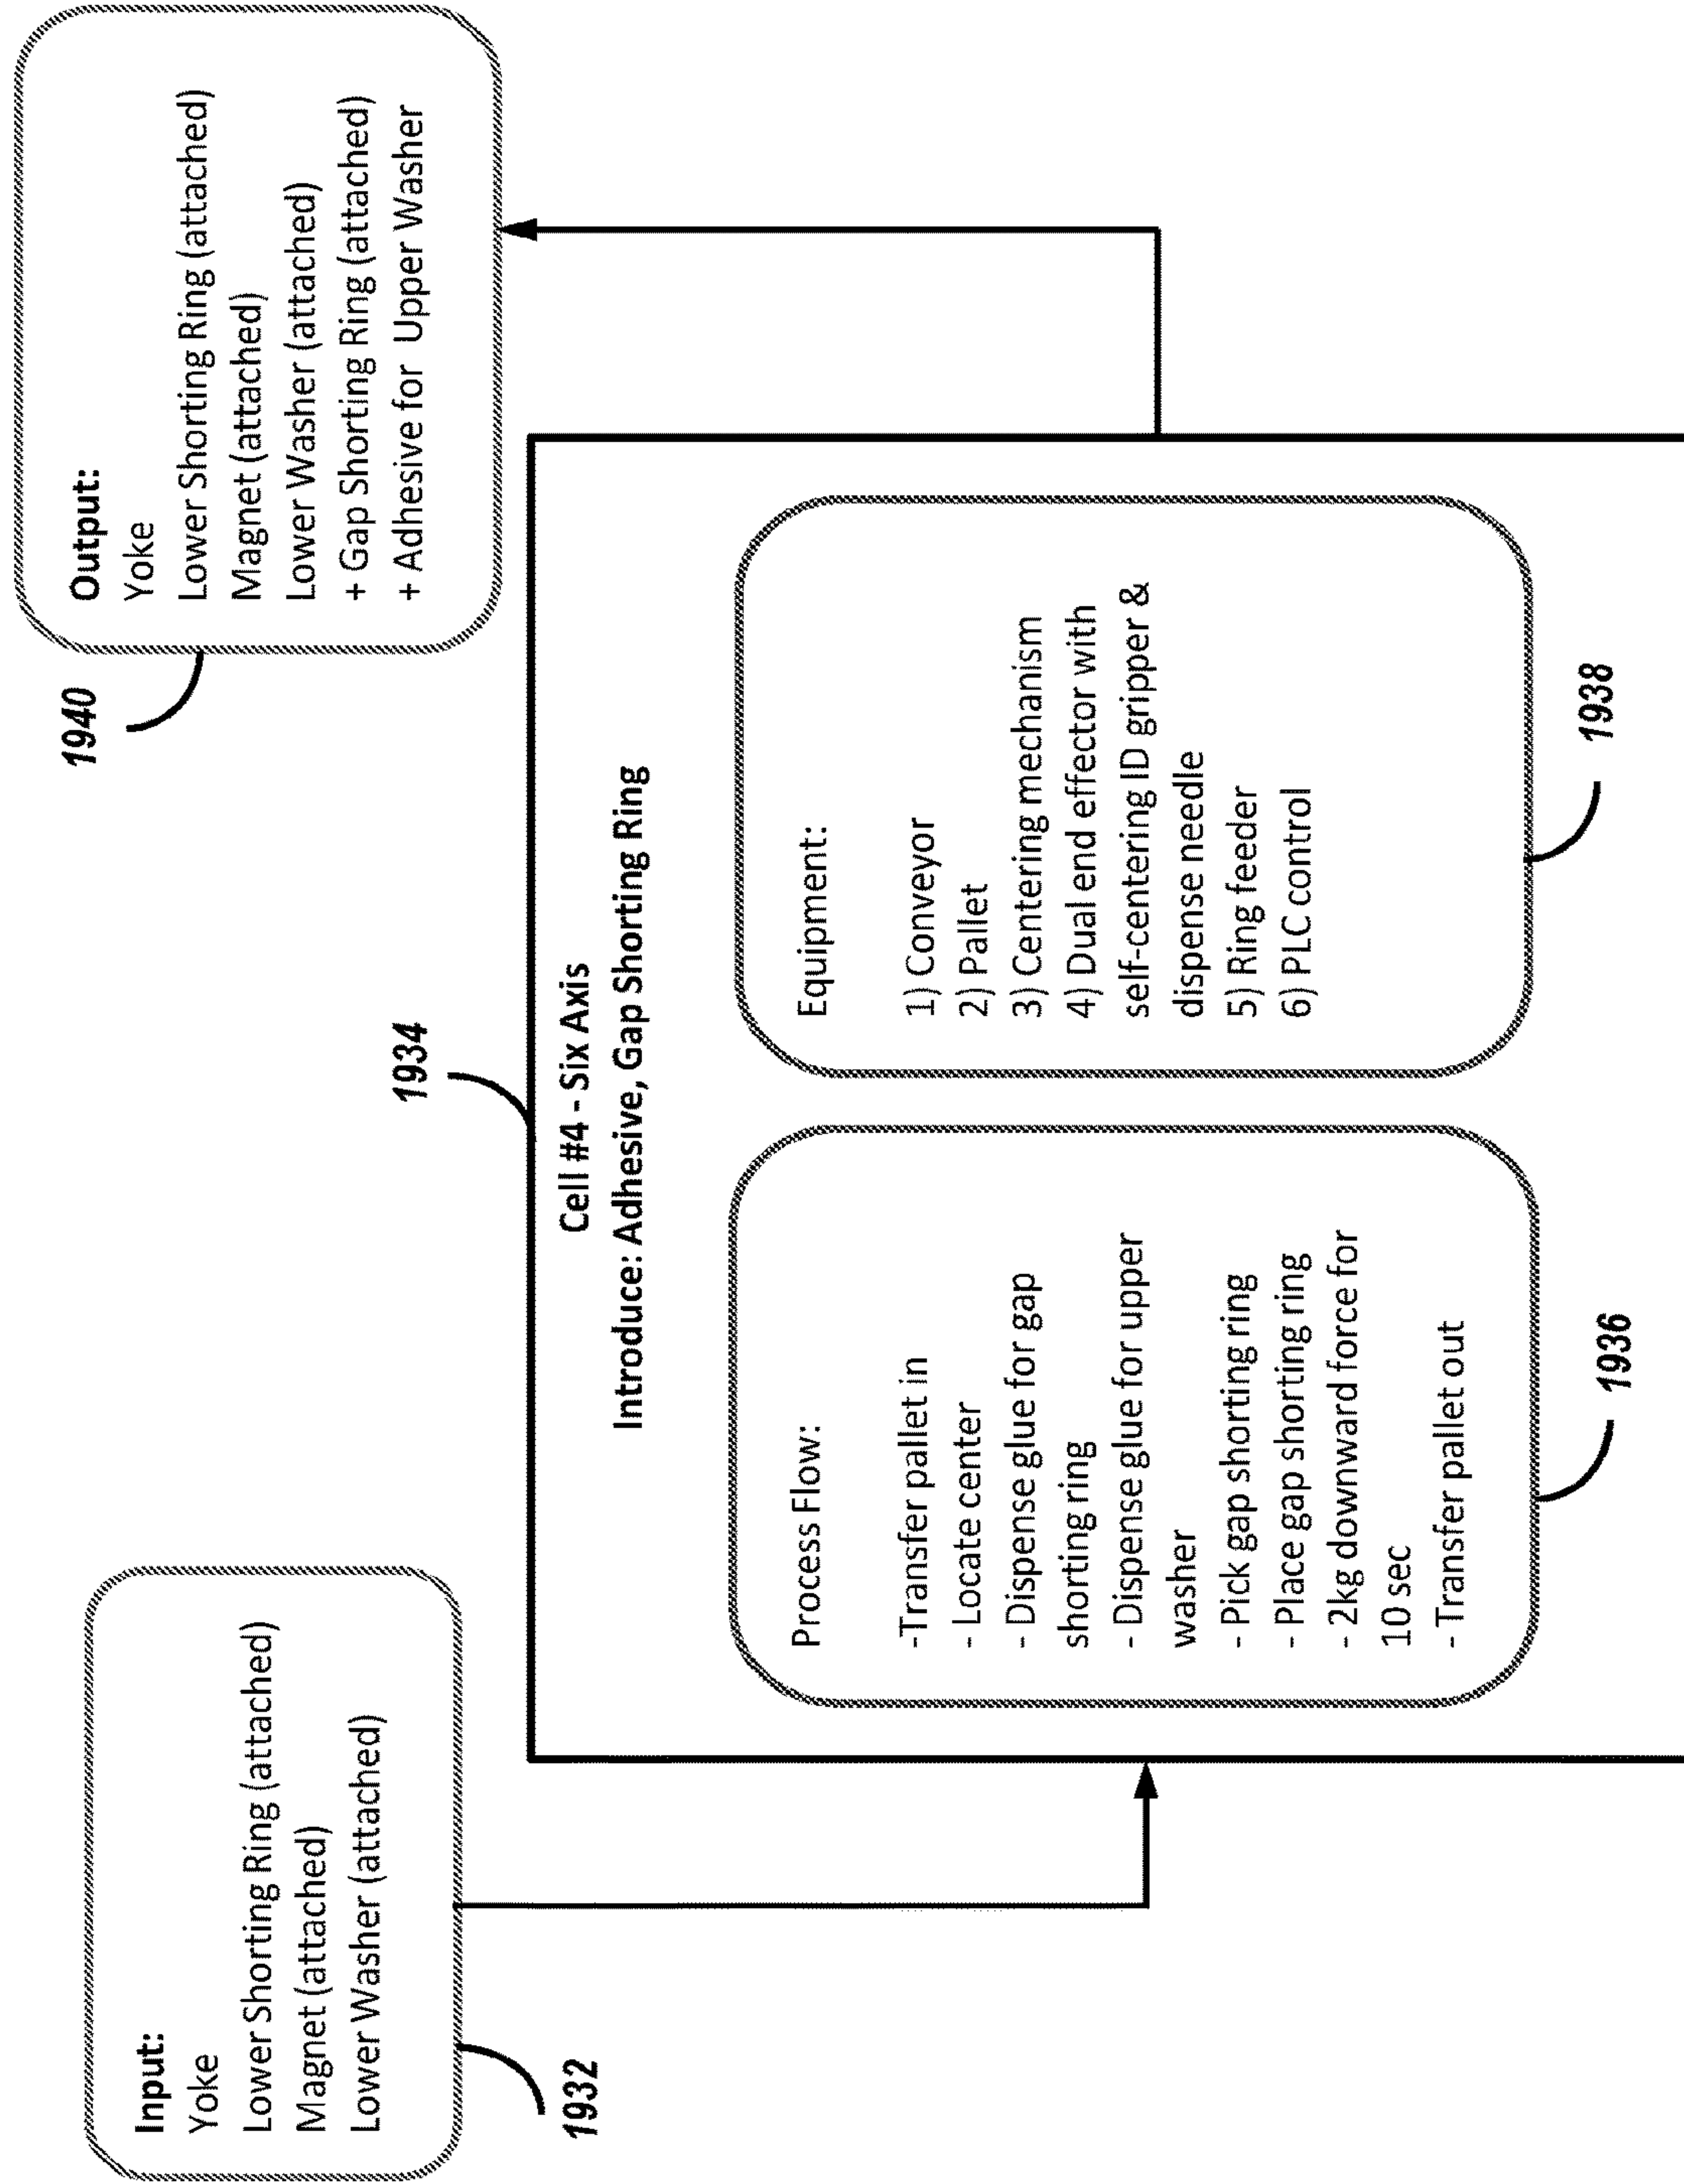 Input:
Yoke
Lower Shorting Ring (attached)
Magnet (attached)
Lower Washer (attached)
1932
1934
Cell #4 - Six Axis
Introduce: Adhesive, Gap Shorting Ring
Process Flow:
-Transfer pallet in
- Locate center
- Dispense glue for gap
shorting ring
- Dispense glue for upper
washer
- Pick gap shorting ring
- Place gap shorting ring
- 2kg downward force for
10 sec
- Transfer pallet out
1936
Equipment:
1) Conveyor
2) Pallet
3) Centering mechanism
4) Dual end effector with
self-centering ID gripper &
dispense needle
5) Ring feeder
6) PLC control
1938
Output:
Yoke
Lower Shorting Ring (attached)
Magnet (attached)
Lower Washer (attached)
+ Gap Shorting Ring (attached)
+ Adhesive for Upper Washer
1940